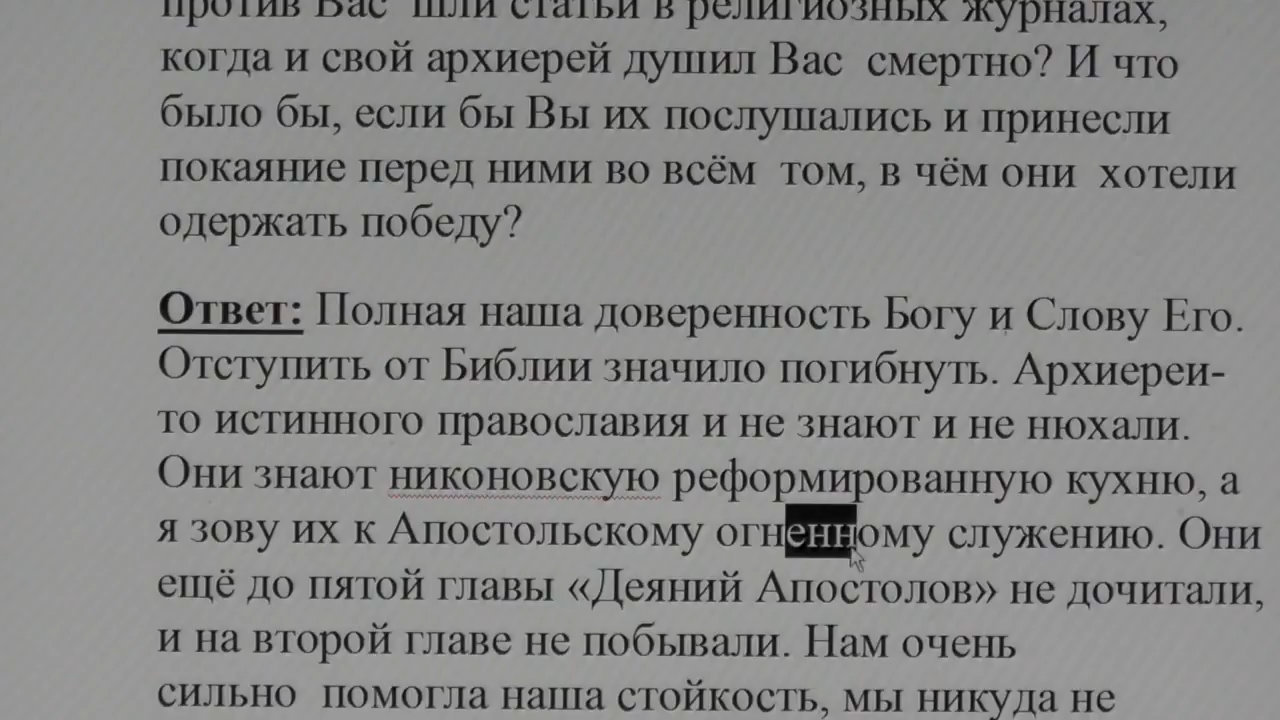 против Вас шли статьи в религиозных журналах,
когда и свой архиерей душил Вас смертно? И что
было бы, если бы Вы их послушались и принесли
покаяние перед ними во всём том, в чём они хотели
одержать победу?
Ответ: Полная наша доверенность Богу и Слову Его.
Отступить от Библии значило погибнуть. Архиереи-
то истинного православия и не знают и не нюхали.
Они знают никоновскую реформированную кухню, а
я зову их к Апостольскому огненному служению. Они
ещё до пятой главы «Деяний Апостолов» не дочитали,
и на второй главе не побывали. Нам очень
сильно помогла наша стойкость, мы никуда не